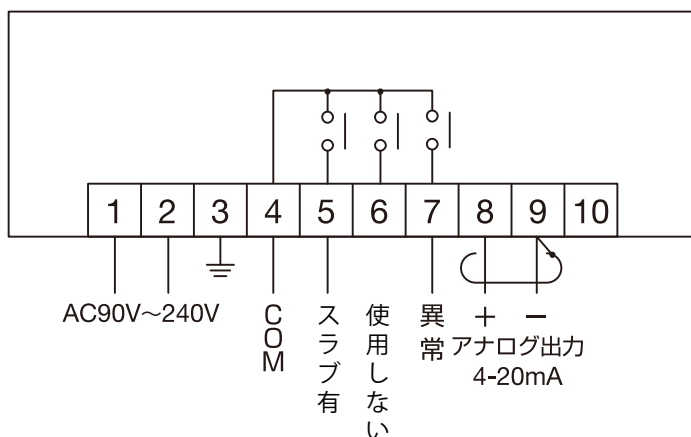 1 2 3 4 5 6 7 8 9 10
AC90V～240V
COM
スラブ有
使用しない
異常
+ −
アナログ出力
4-20mA